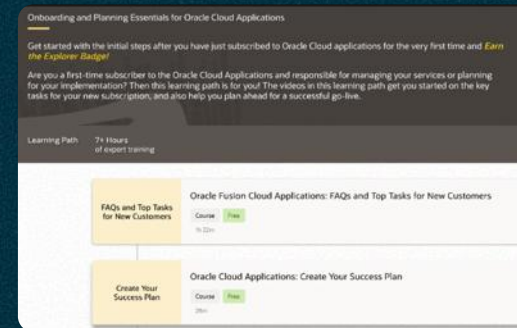 Onboarding and Planning Essentials for Oracle Cloud Applications
Get started with the initial steps after you have just subscribed to Oracle Cloud applications for the very first time and Earn
the Explorer Badge!
Are you a first-time subscriber to the Oracle Cloud Applications and responsible for managing your services or planning
for your implementation? Then this learning path is for you! The videos in this learning path get you started on the key
tasks for your new subscription, and also help you plan ahead for a successful go-live.
Learning Path
7+ Hours
of expert training
FAQs and Top Tasks
for New Customers
Oracle Fusion Cloud Applications: FAQs and Top Tasks for New Customers
Course Free
1h 22m
Create Your
Success Plan
Oracle Cloud Applications: Create Your Success Plan
Course Free